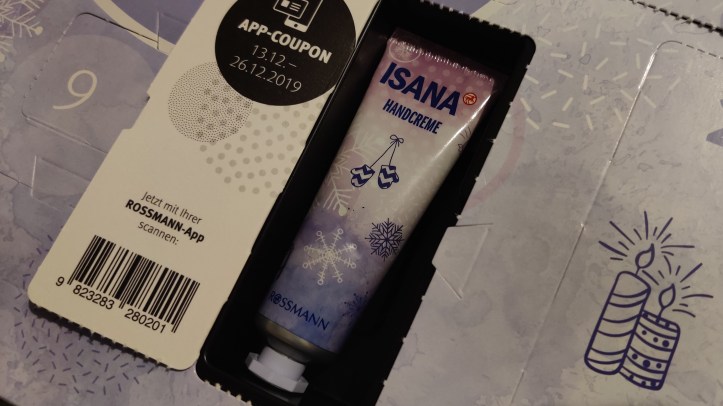 9
APP-COUPON
13.12.–
26.12.2019
Jetzt mit Ihrer
ROSSMANN-App
scannen:
9 823283 280201
ISANA
HANDCREME
ROSSMANN